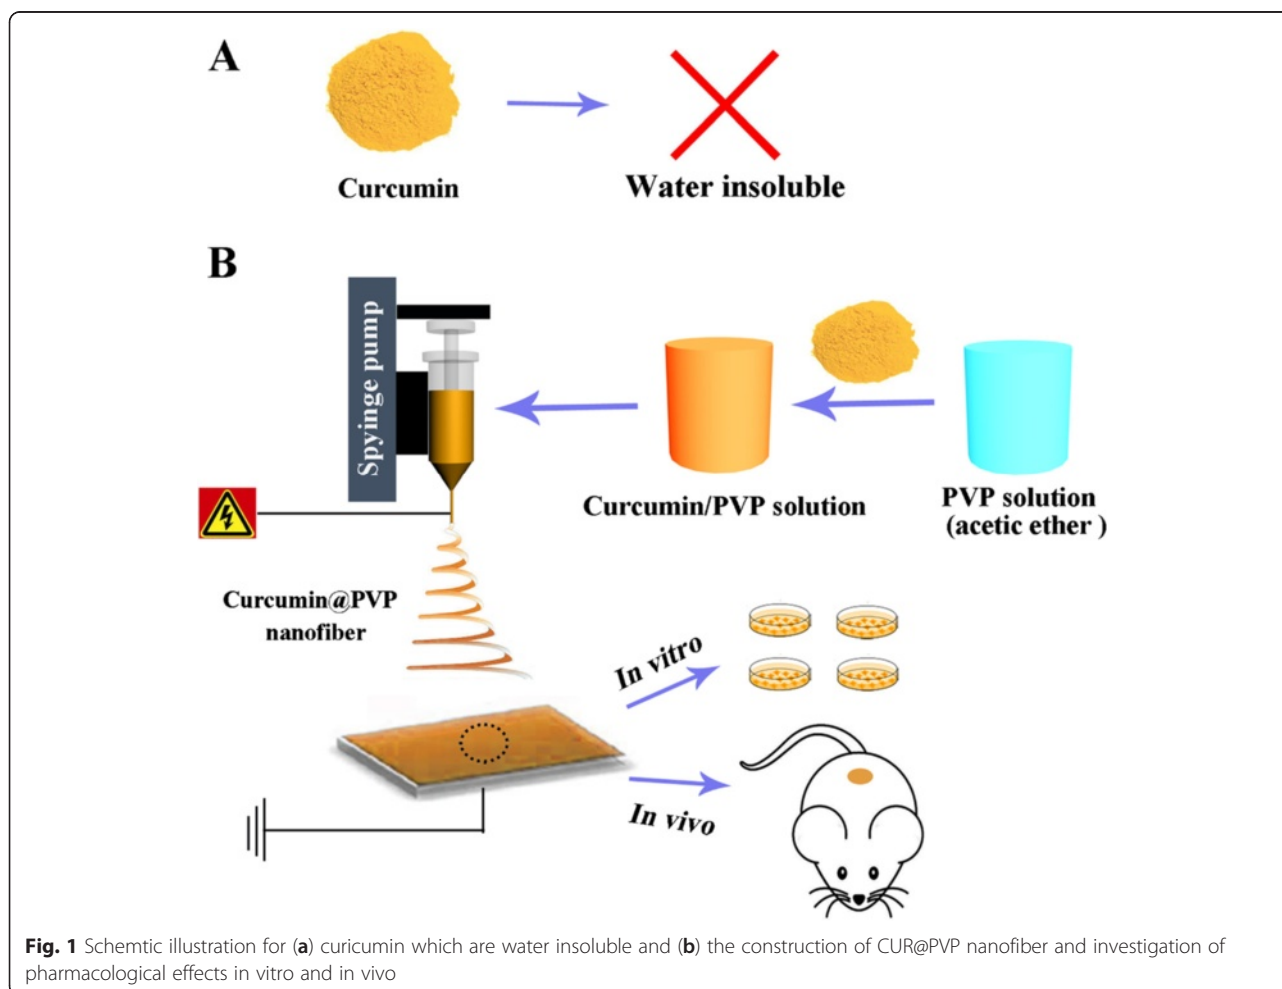 A
Curcumin
Water insoluble
B
Spyinge pump
Curcumin/PVP solution
PVP solution
(acetic ether )
Curcumin@PVP
nanofiber
In vitro
In vivo
Fig. 1 Schemtic illustration for (a) curicumin which are water insoluble and (b) the construction of CUR@PVP nanofiber and investigation of
pharmacological effects in vitro and in vivo